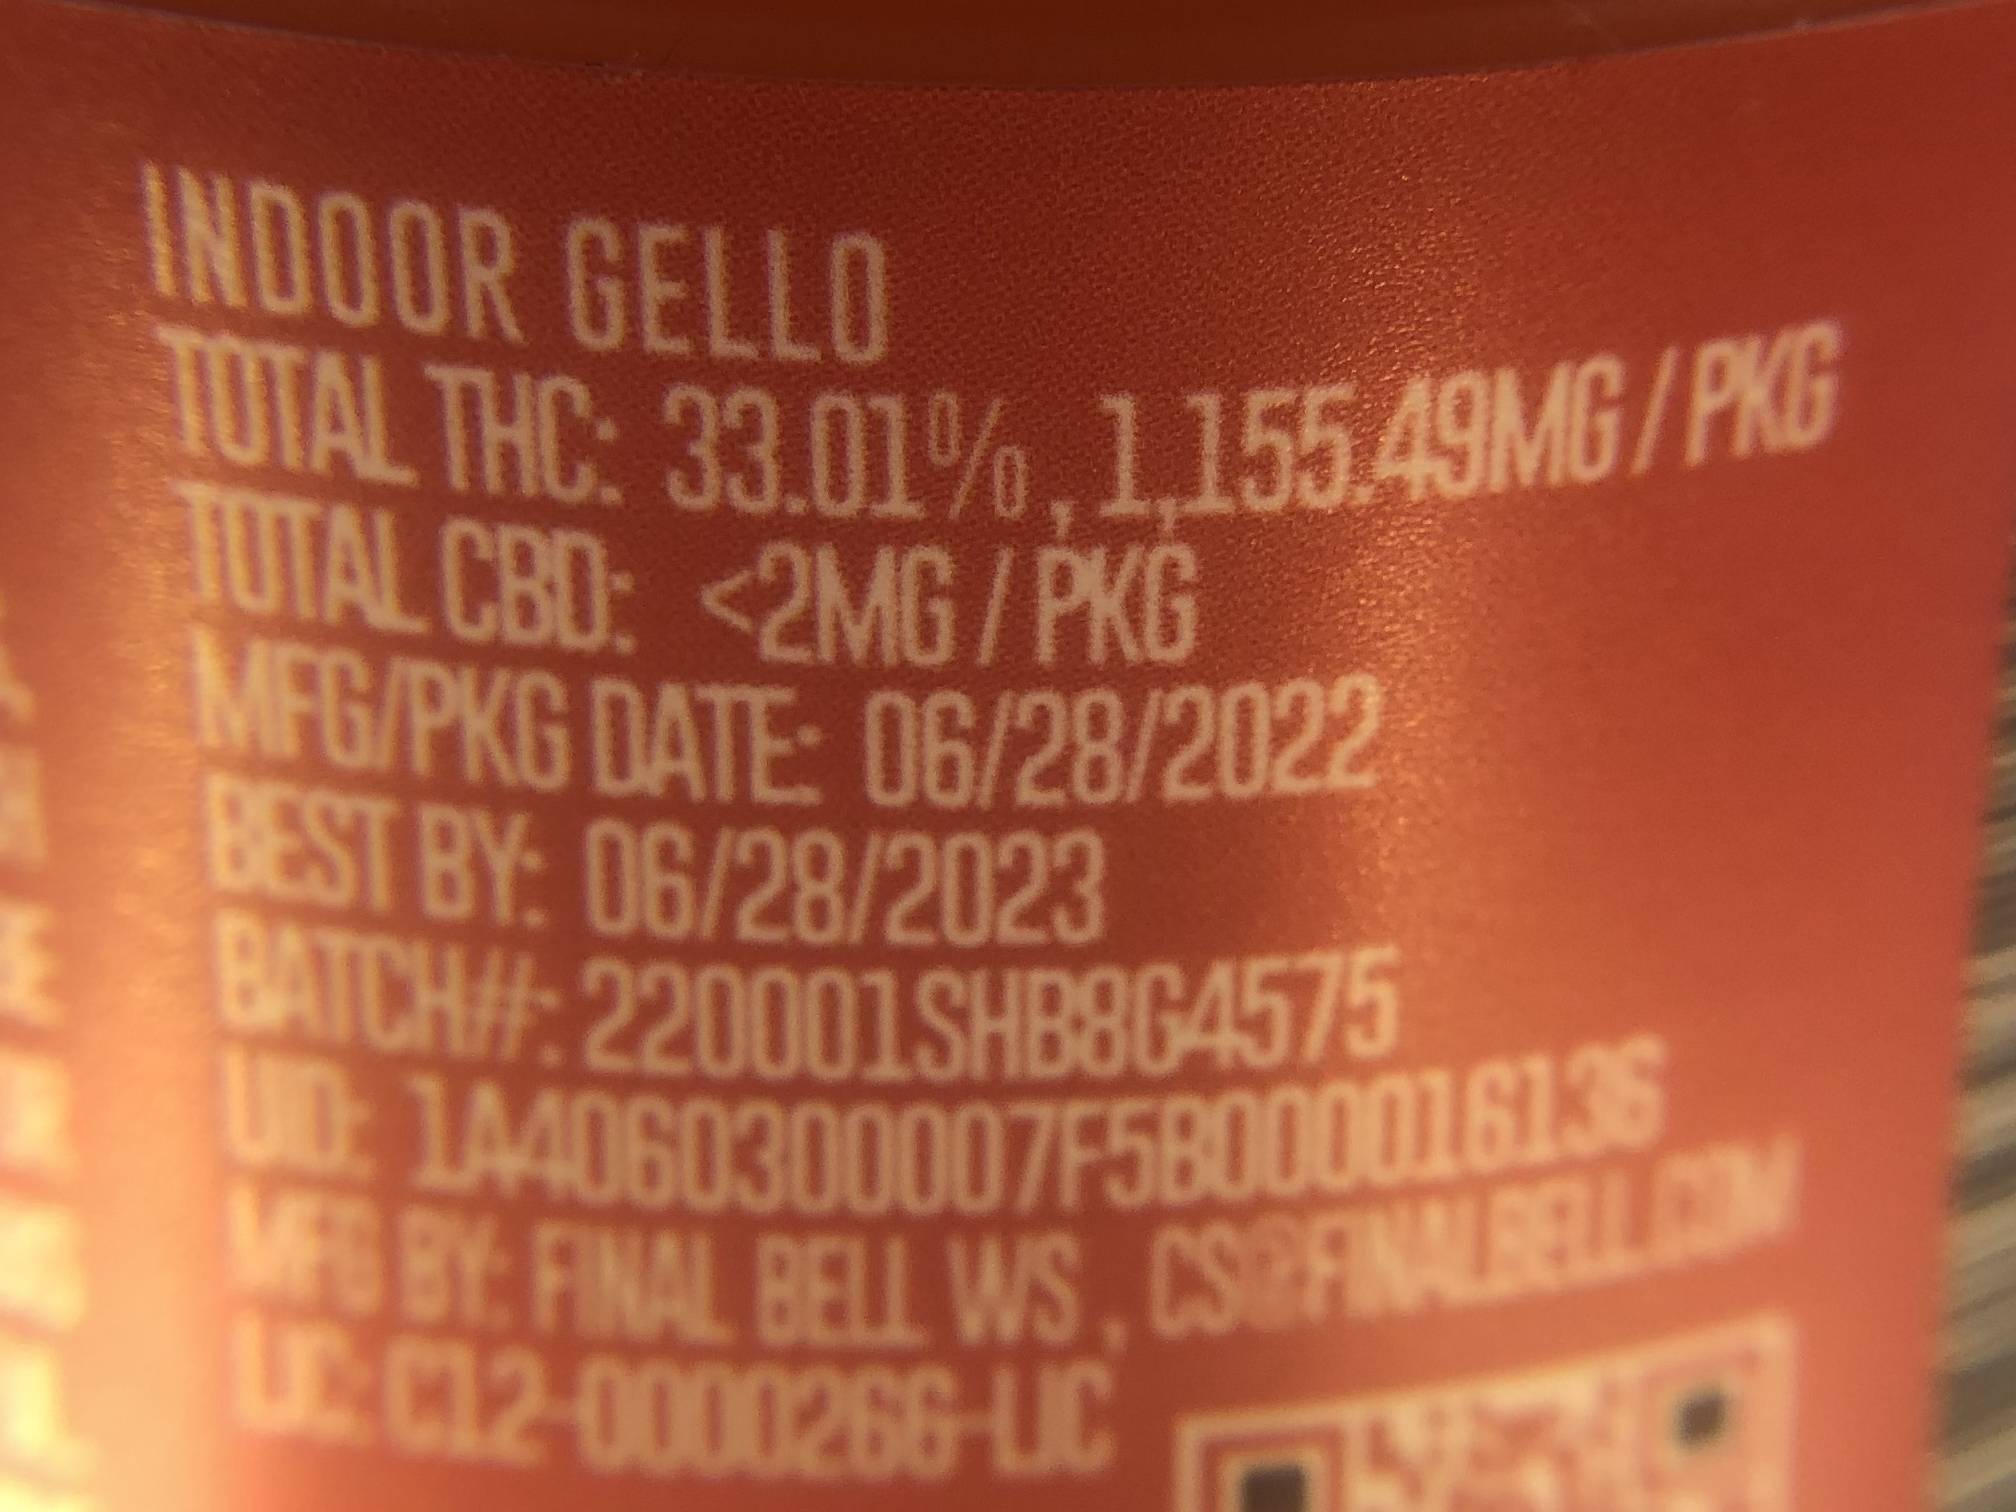 INDOOR GELLO
TOTAL THC: 33.01%, 1,155.49MG / PKG
TOTAL CBD: <2MG / PKG
MFG/PKG DATE: 06/28/2022
BEST BY: 06/28/2023
BATCH#: 220001SHB8G4575
UID: 1A4060300007F5B000016136
MFG BY: FINAL BELL WS , CS@FINALBELL.COM
LIC: C12-0000266-LIC